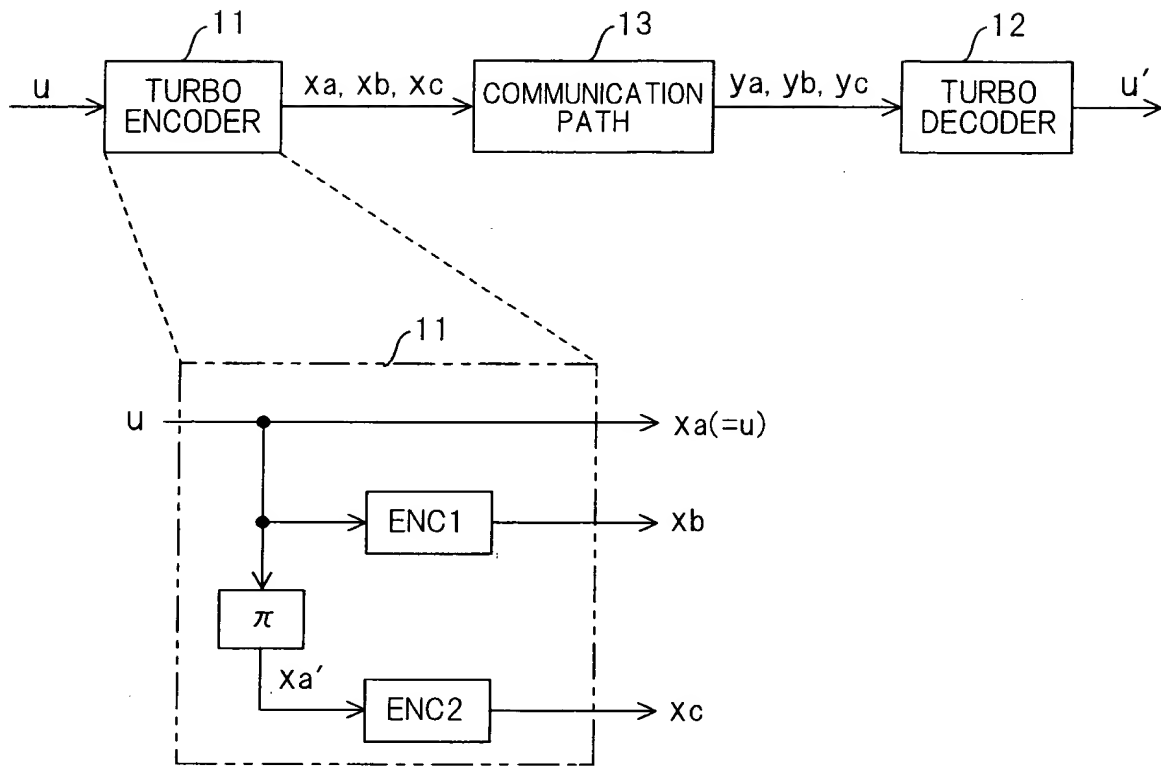 11
13
12
u
TURBO
ENCODER
xa, xb, xc
COMMUNICATION
PATH
ya, yb, yc
TURBO
DECODER
u'
11
u
xa(=u)
ENC1
xb
π
xa'
ENC2
xc